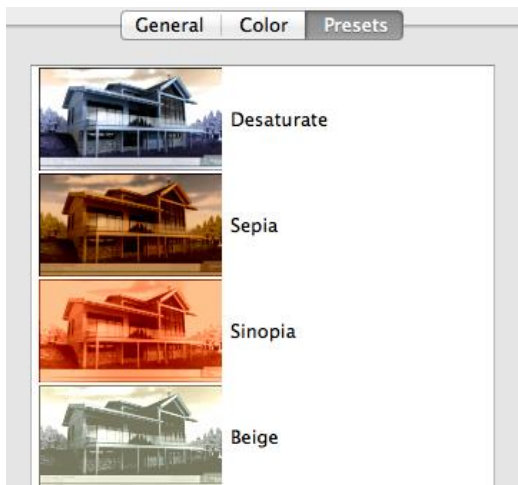 General Color Presets
Desaturate
Sepia
Sinopia
Beige